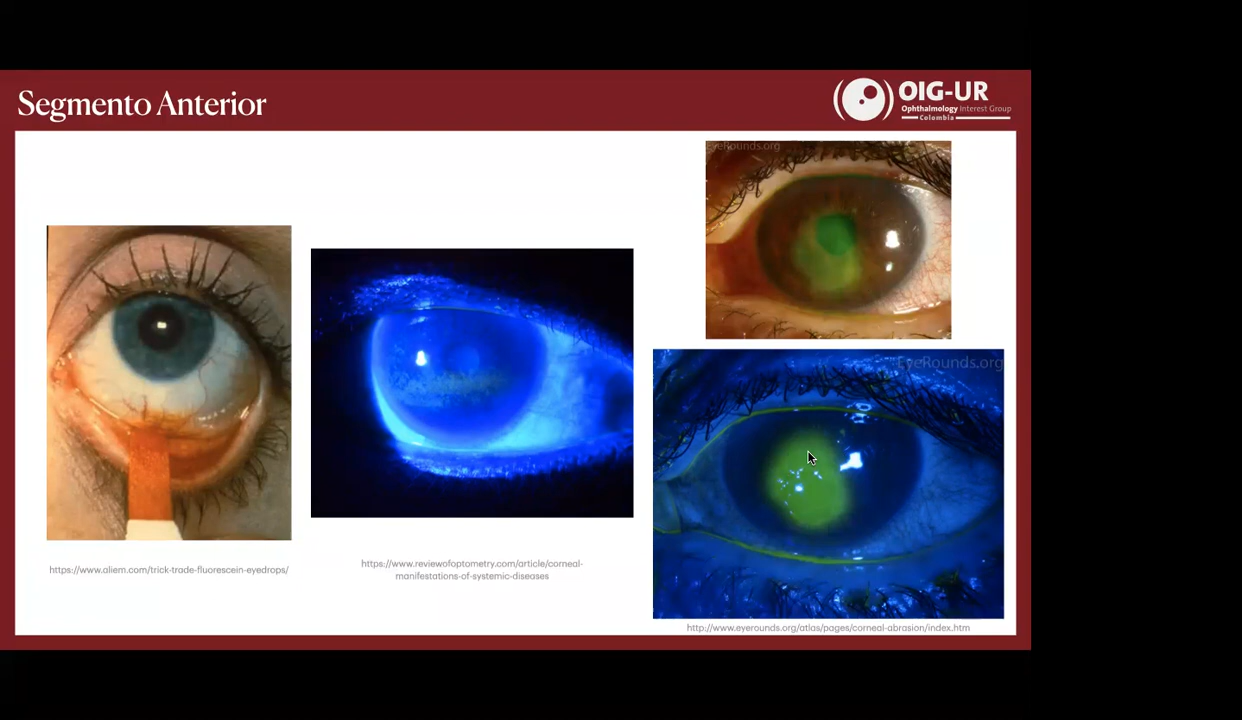 Segmento Anterior
OIG-UR
Ophthalmology Interest Group
Colombia
EyeRounds.org
EyeRounds.org
https://www.aliem.com/trick-trade-fluorescein-eyedrops/
https://www.reviewofoptometry.com/article/corneal-
manifestations-of-systemic-diseases
http://www.eyerounds.org/atlas/pages/corneal-abrasion/index.htm